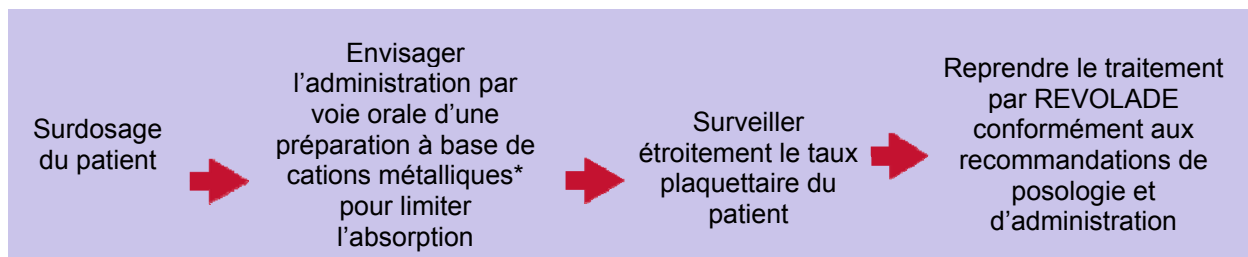 Surdosage
du patient
Envisager
l’administration par
voie orale d’une
préparation à base de
cations métalliques*
pour limiter
l’absorption
Surveiller
étroitement le taux
plaquettaire du
patient
Reprendre le traitement
par REVOLADE
conformément aux
recommandations de
posologie et
d’administration